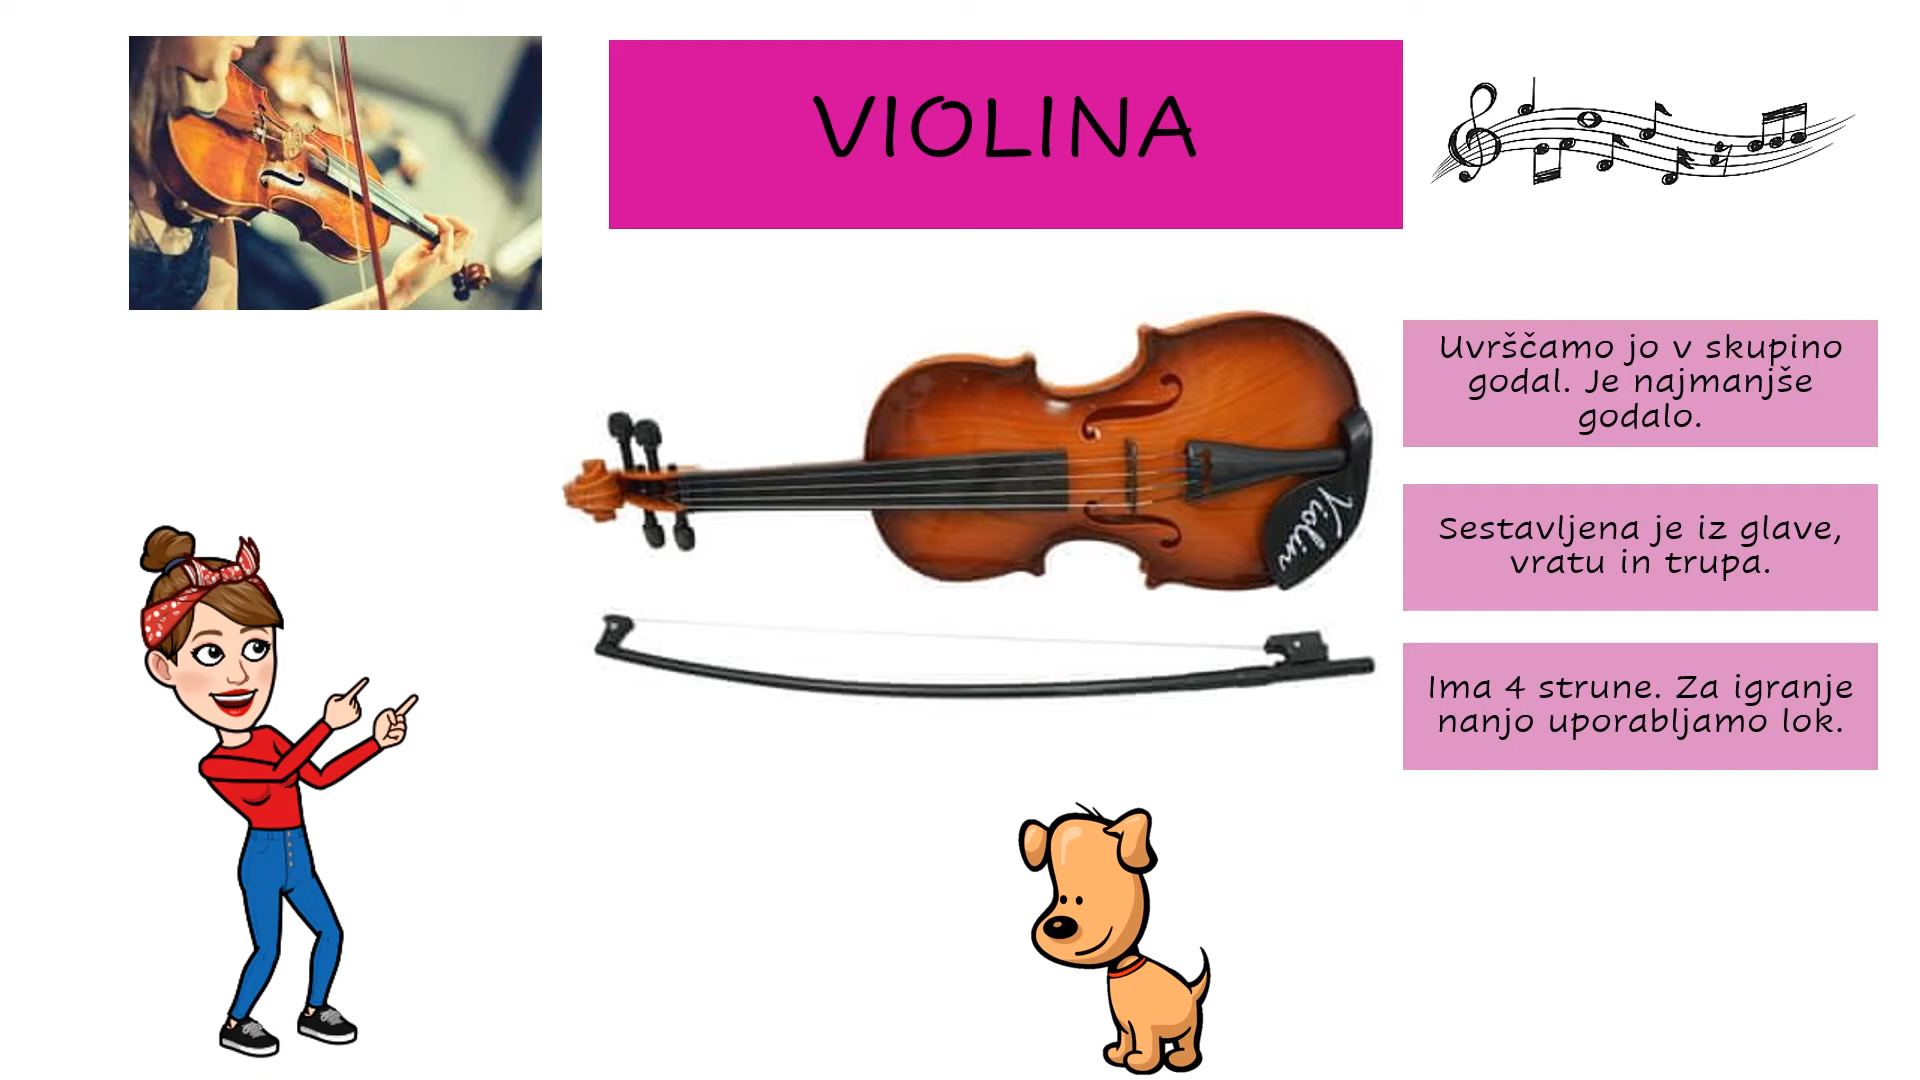 VIOLINA
Uvrščamo jo v skupino
godal. Je najmanjše
godalo.
Violin
Sestavljena je iz glave,
vratu in trupa.
Ima 4 strune. Za igranje
nanjo uporabljamo lok.